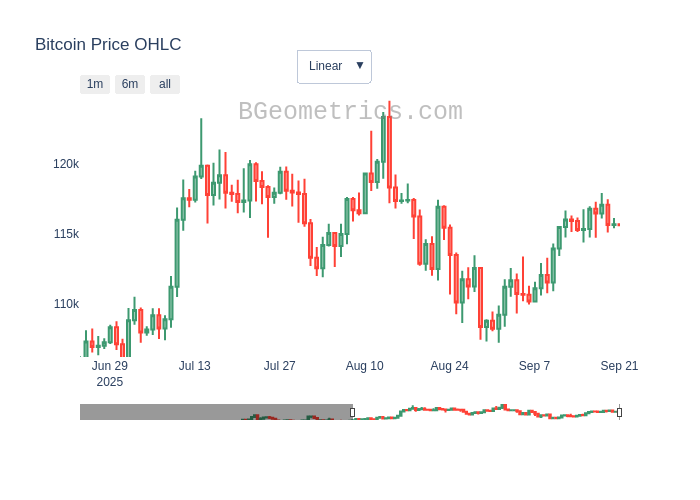 Bitcoin Price OHLC
Linear ▼
1m 6m all
BGeometrics.com
120k
115k
110k
Jun 29 Jul 13 Jul 27 Aug 10 Aug 24 Sep 7 Sep 21
2025